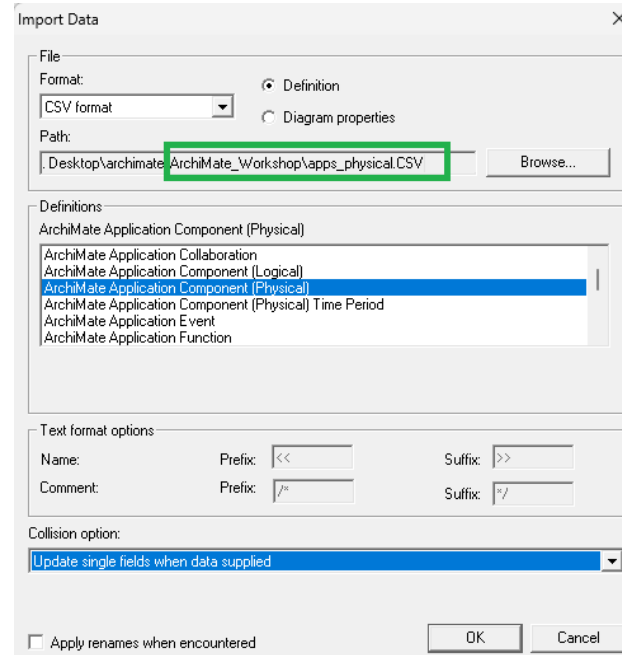 Import Data
File
Format:
CSV format
Definition
Diagram properties
Path:
. Desktop\archimate ArchiMate_Workshop\apps_physical.CSV
Browse...
Definitions
ArchiMate Application Component (Physical)
ArchiMate Application Collaboration
ArchiMate Application Component (Logical)
ArchiMate Application Component (Physical)
ArchiMate Application Component (Physical) Time Period
ArchiMate Application Event
ArchiMate Application Function
Text format options
Name: Prefix: << Suffix: >>
Comment: Prefix: /* Suffix: */
Collision option:
Update single fields when data supplied
Apply renames when encountered
OK Cancel